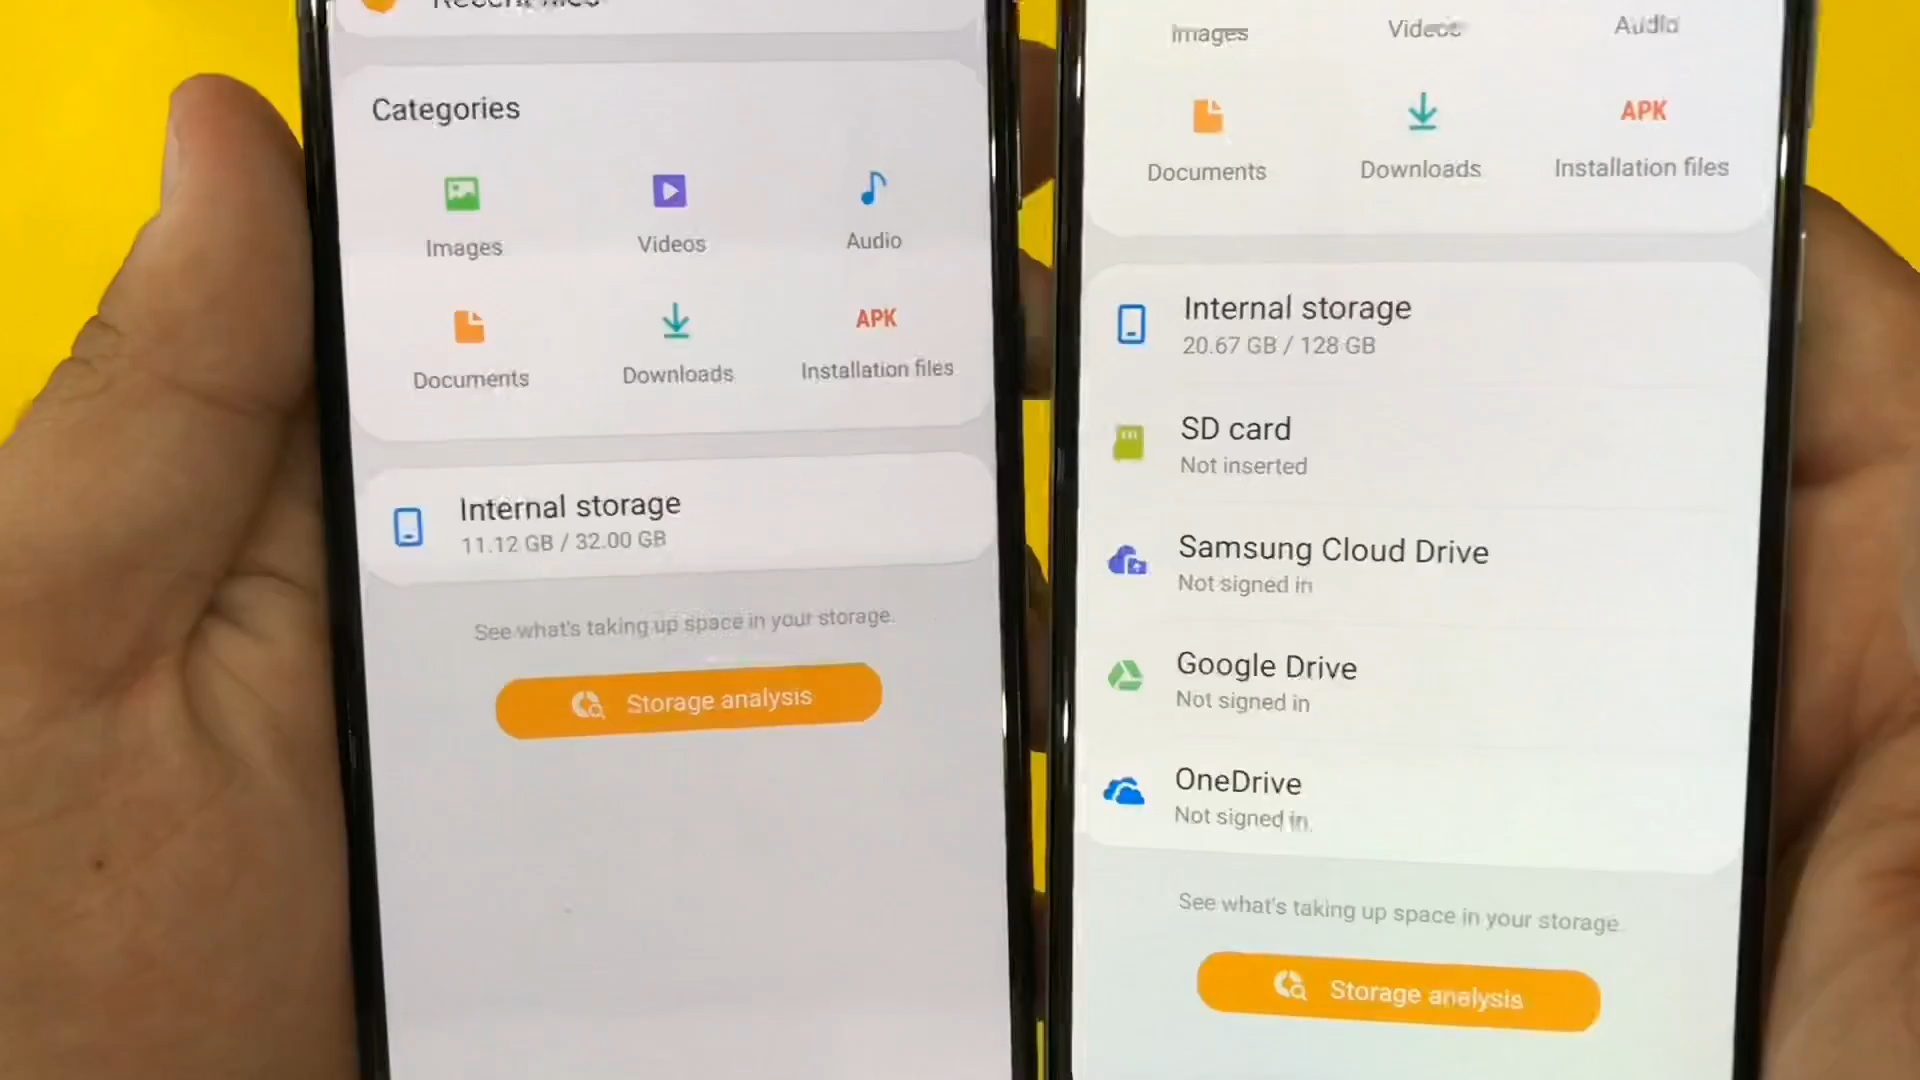 Recent files
Categories
Images
Videos
Audio
Documents
Downloads
APK
Installation files
Internal storage
11.12 GB / 32.00 GB
See what's taking up space in your storage.
Storage analysis
Images
Videos
Audio
Documents
Downloads
APK
Installation files
Internal storage
20.67 GB / 128 GB
SD card
Not inserted
Samsung Cloud Drive
Not signed in
Google Drive
Not signed in
OneDrive
Not signed in.
See what's taking up space in your storage.
Storage analysis